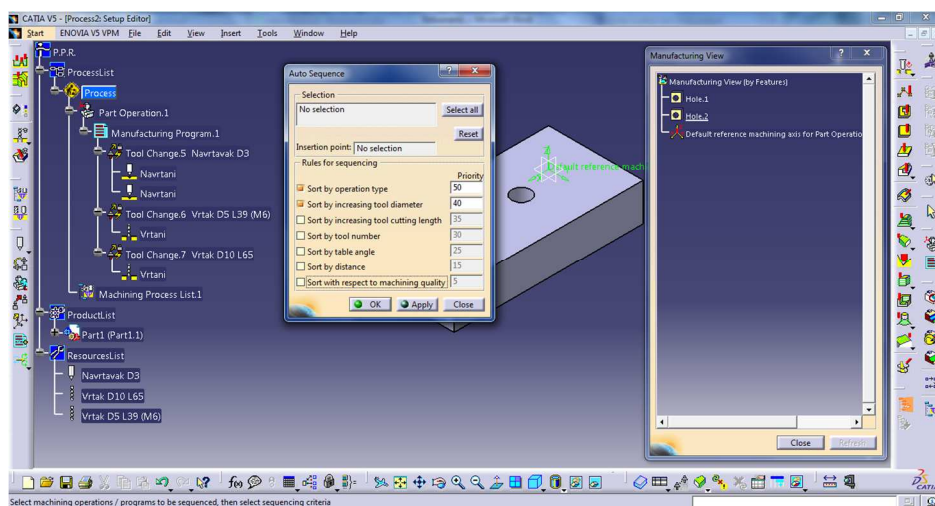 CATIA V5 - [Process2: Setup Editor]
Start ENOVIA V5 VPM File Edit View Insert Tools Window Help
P.P.R.
ProcessList
Process
Part Operation.1
Manufacturing Program.1
Tool Change.5 Navrtavak D3
Navrtani
Navrtani
Tool Change.6 Vrtak D5 L39 (M6)
Vrtani
Tool Change.7 Vrtak D10 L65
Vrtani
Machining Process List.1
ProductList
Part1 (Part1.1)
ResourcesList
Navrtavak D3
Vrtak D10 L65
Vrtak D5 L39 (M6)
Auto Sequence
Selection
No selection
Select all
Reset
Insertion point: No selection
Rules for sequencing
Priority
Sort by operation type 50
Sort by increasing tool diameter 40
Sort by increasing tool cutting length 35
Sort by tool number 30
Sort by table angle 25
Sort by distance 15
Sort with respect to machining quality 5
OK Apply Close
Default reference machi
Manufacturing View
Manufacturing View (by Features)
Hole.1
Hole.2
Default reference machining axis for Part Operatio
Close Refresh
Select machining operations / programs to be sequenced, then select sequencing criteria